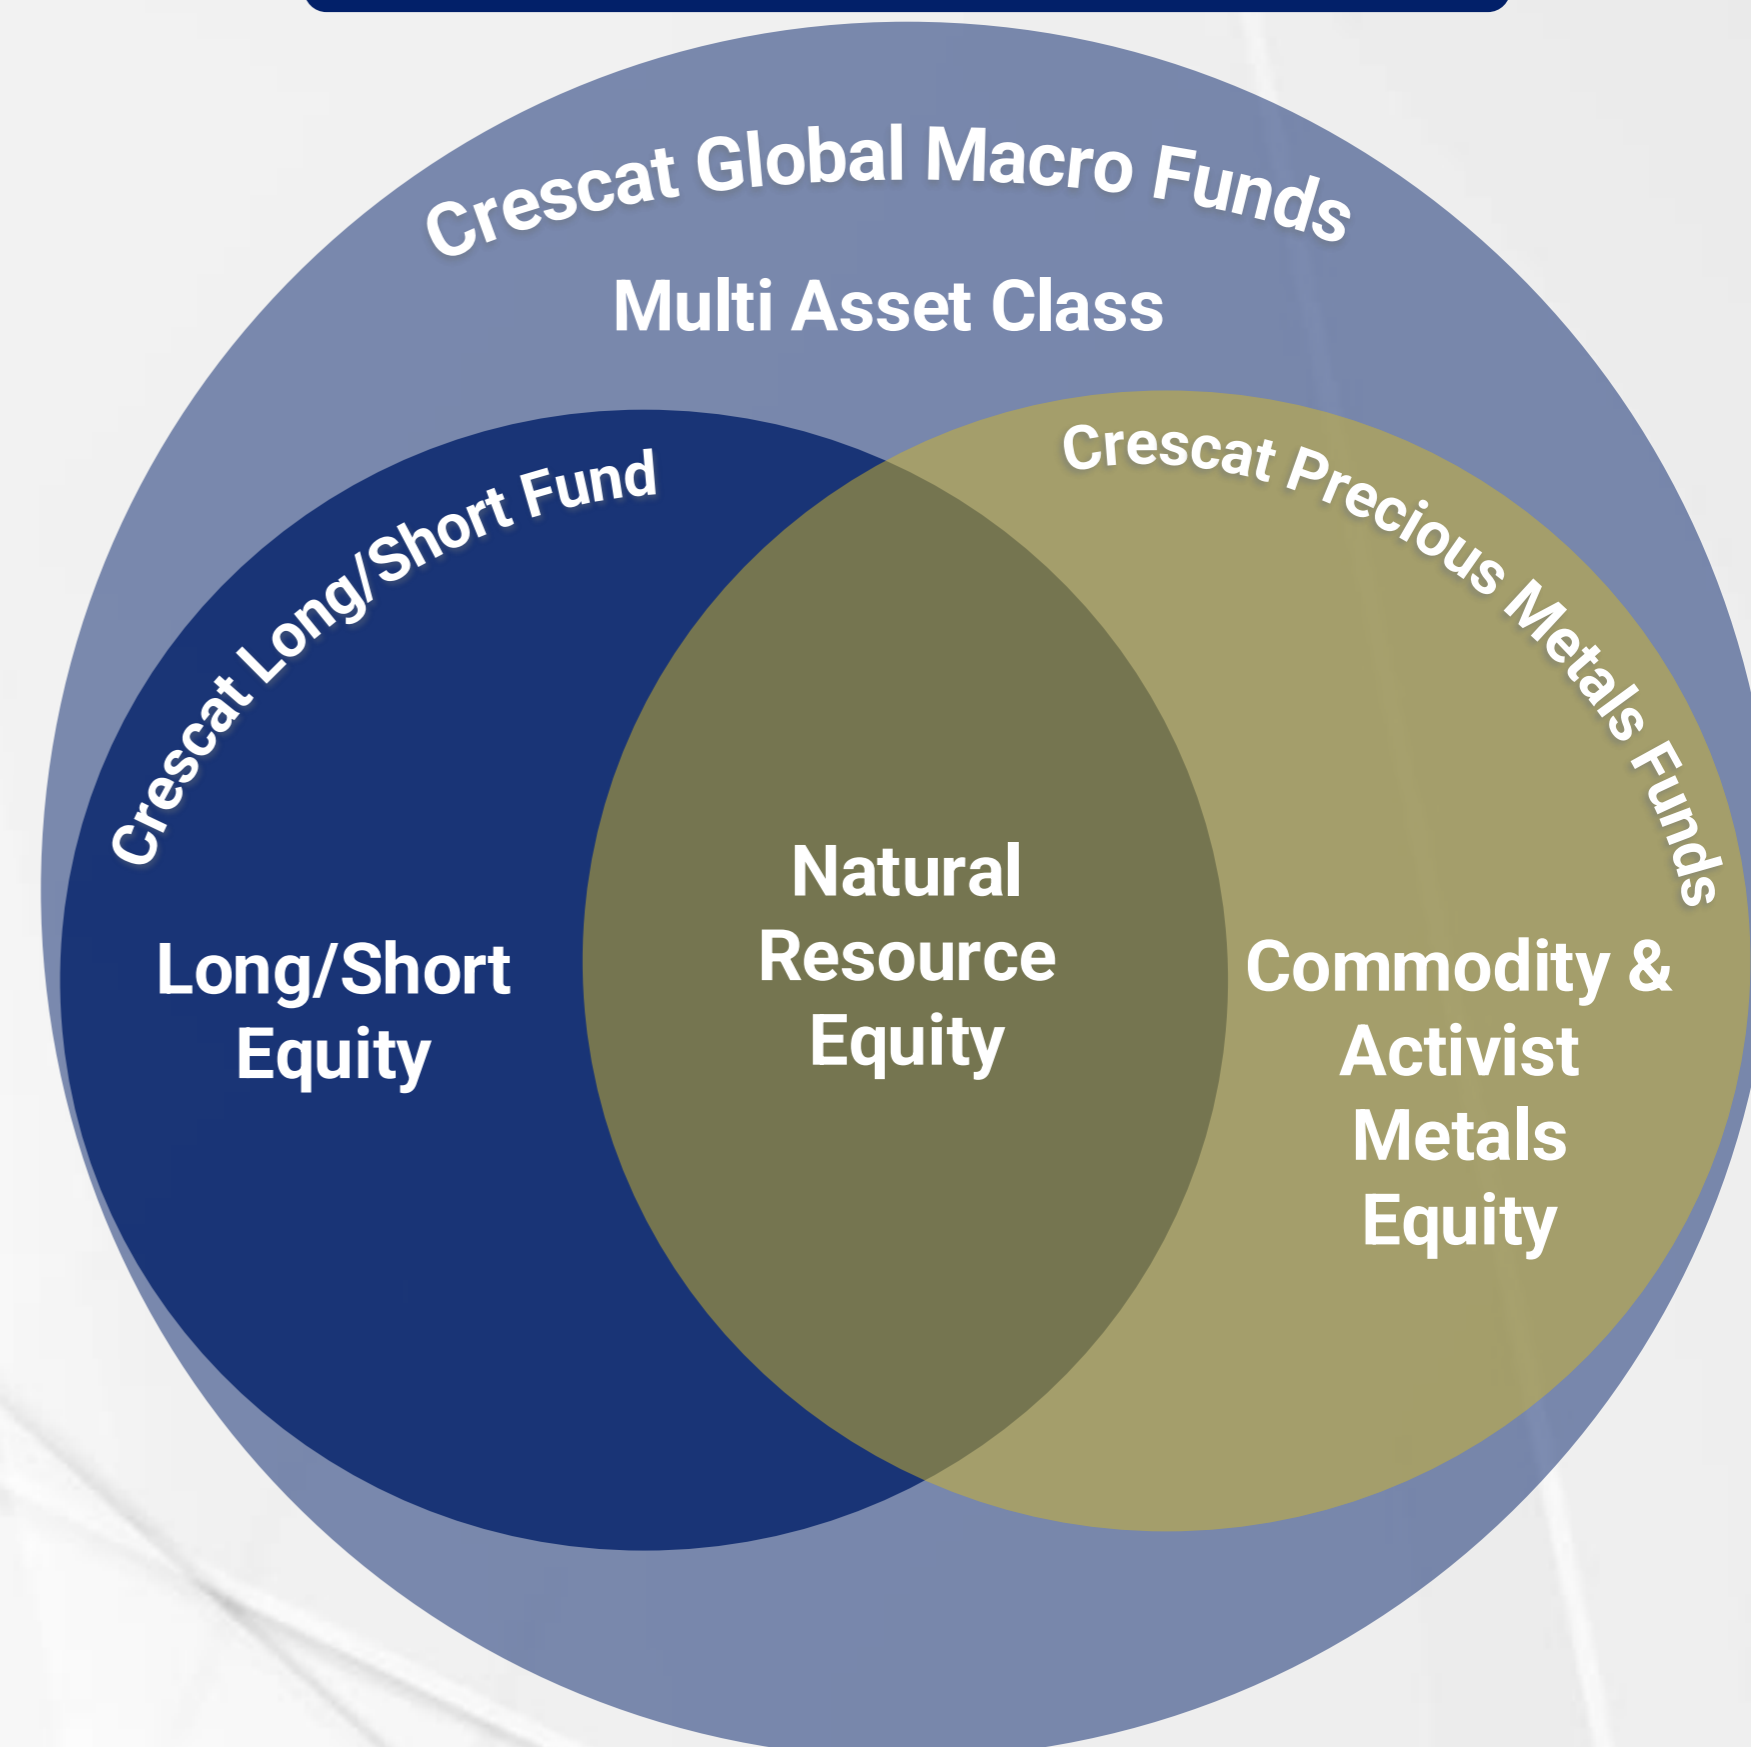 Crescat Global Macro Funds
Multi Asset Class
Crescat Long/Short Fund
Crescat Precious Metals Funds
Long/Short
Equity
Natural
Resource
Equity
Commodity &
Activist
Metals
Equity